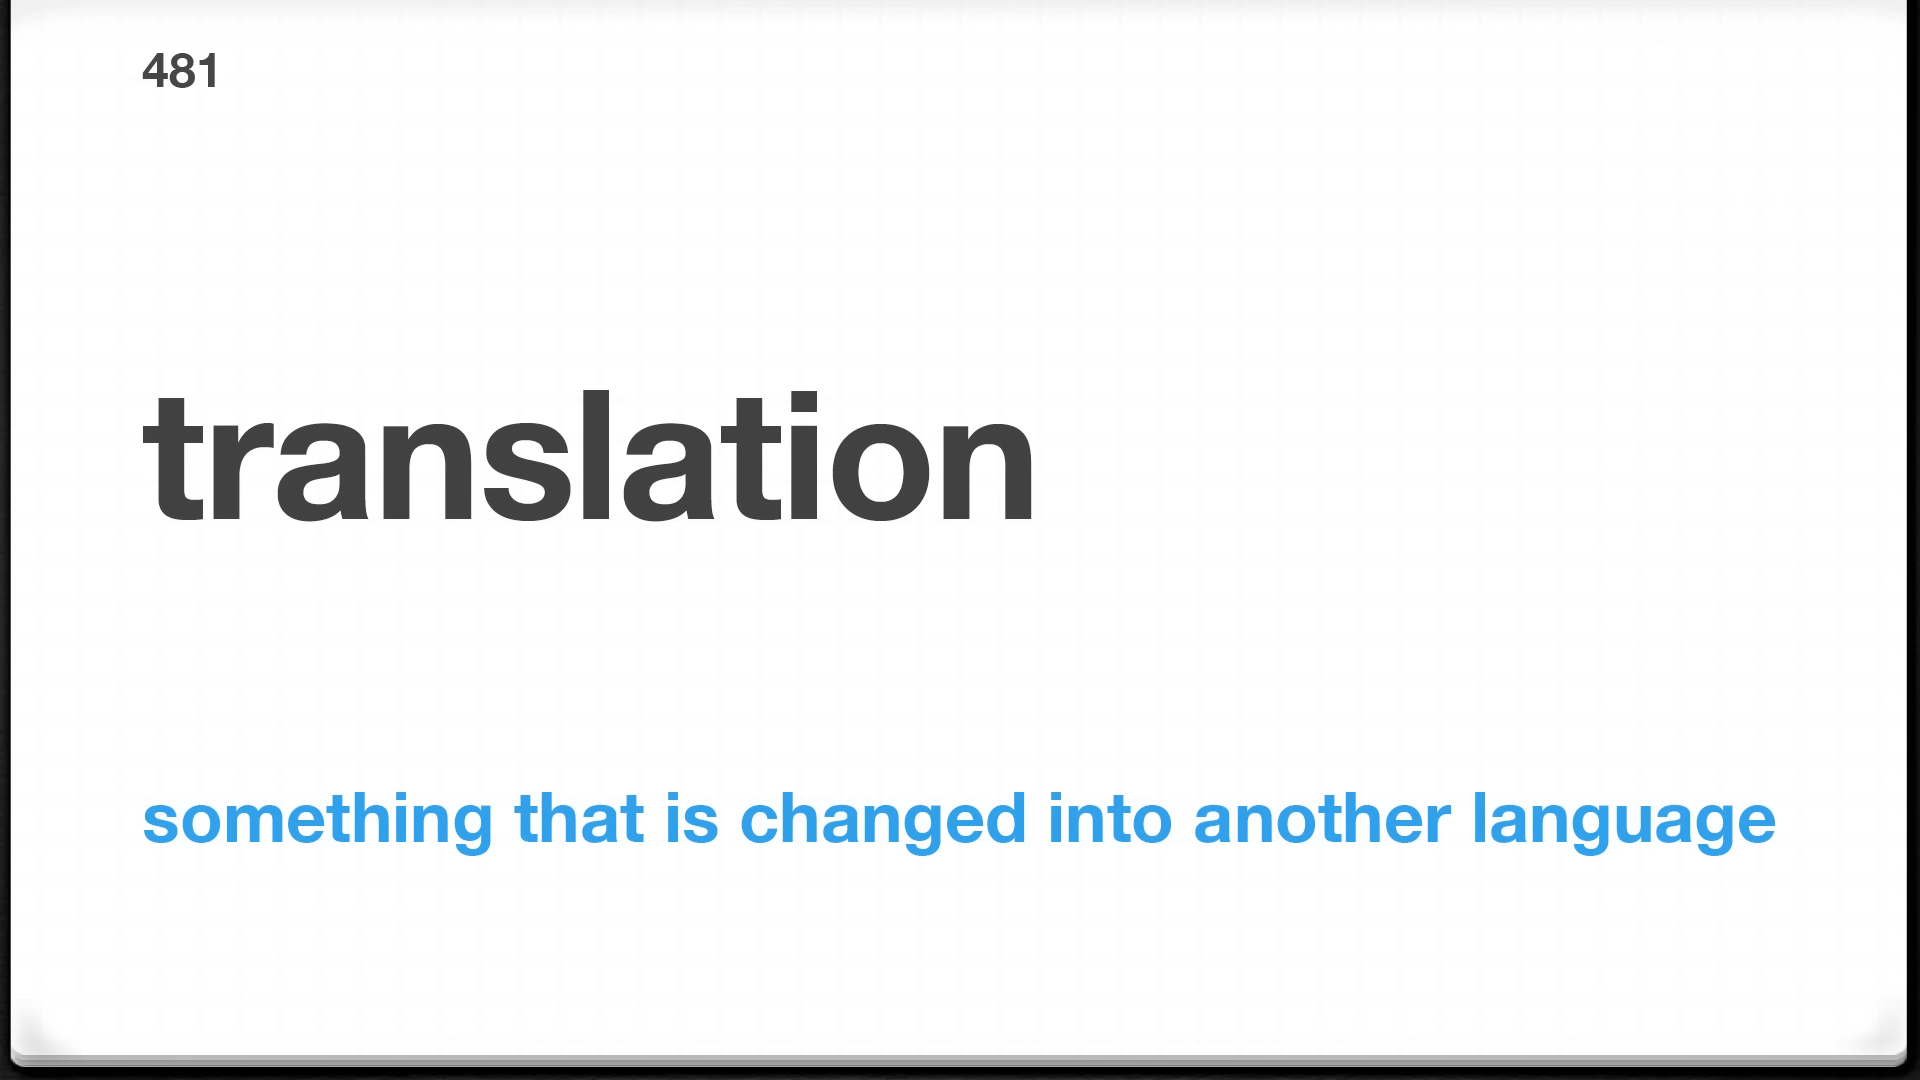 481
translation
something that is changed into another language